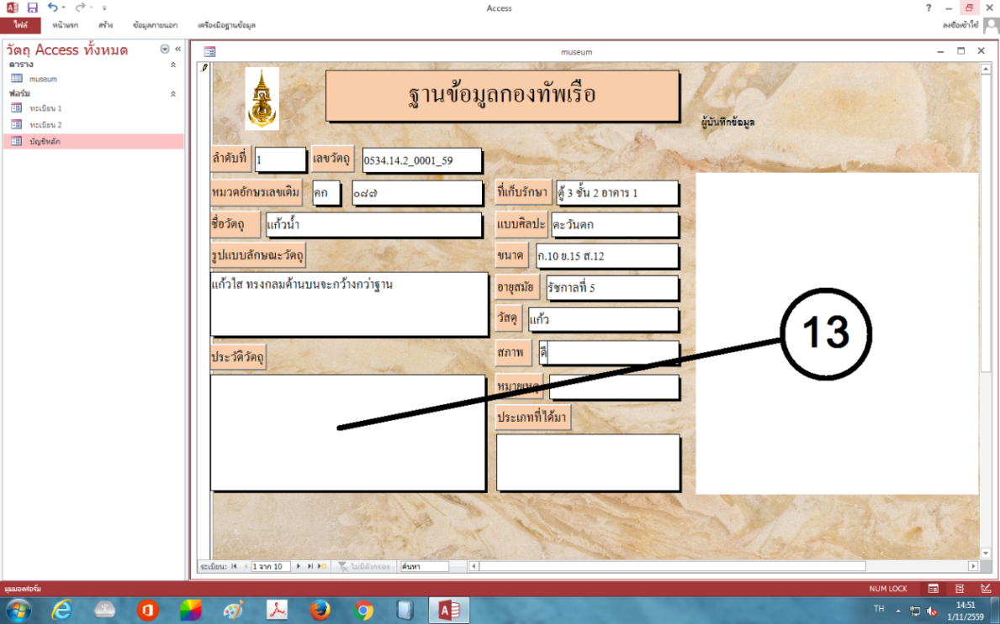 Access
ไฟล์ หน้าแรก สร้าง ข้อมูลภายนอก เครื่องมือฐานข้อมูล ลงชื่อเข้าใช้
วัตถุ Access ทั้งหมด
ตาราง
museum
ฟอร์ม
ทะเบียน 1
ทะเบียน 2
บัญชีหลัก
museum
ฐานข้อมูลกองทัพเรือ
ผู้บันทึกข้อมูล
ลำดับที่ 1 เลขวัตถุ 0534.14.2_0001_59
หมวดอักษรเลขเดิม คก ๐๘๗ ที่เก็บรักษา ตู้ 3 ชั้น 2 อาคาร 1
ชื่อวัตถุ แก้วน้ำ แบบศิลปะ ตะวันตก
รูปแบบลักษณะวัตถุ ขนาด ก.10 ย.15 ส.12
แก้วใส ทรงกลมด้านบนจะกว้างกว่าฐาน อายุสมัย รัชกาลที่ 5
วัสดุ แก้ว
13
ประวัติวัตถุ สภาพ ดี
หมายเหตุ
ประเภทที่ได้มา
ระเบียน: 1 จาก 10 ไม่มีตัวกรอง ค้นหา
มุมมองฟอร์ม NUM LOCK
TH 14:51
1/11/2559